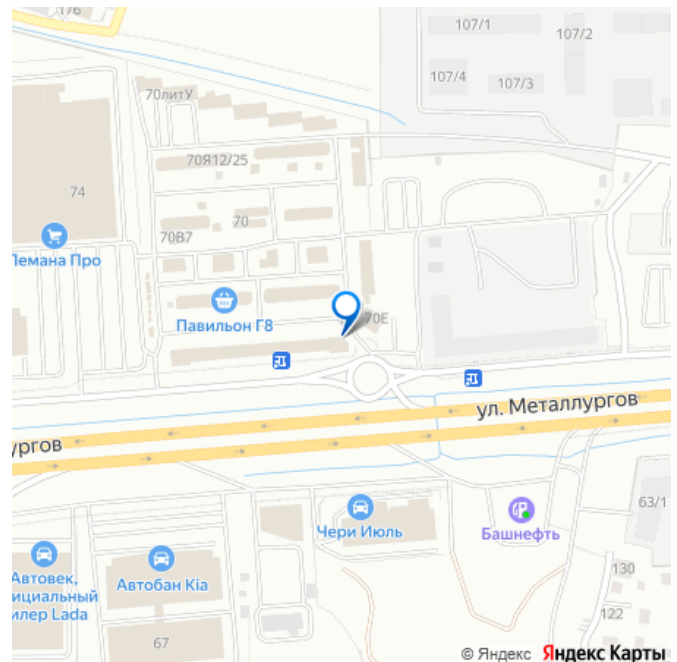 176
107/1
107/2
107/4
107/3
70литУ
70Я12/25
74
70
70В7
Лемана Про
Павильон Г8
70Е
ул. Металлургов
ургов
Чери Июль
Башнефть
63/1
Автовек,
ициальный
илер Lada
Автобан Kia
130
122
67
© Яндекс Яндекс Карты